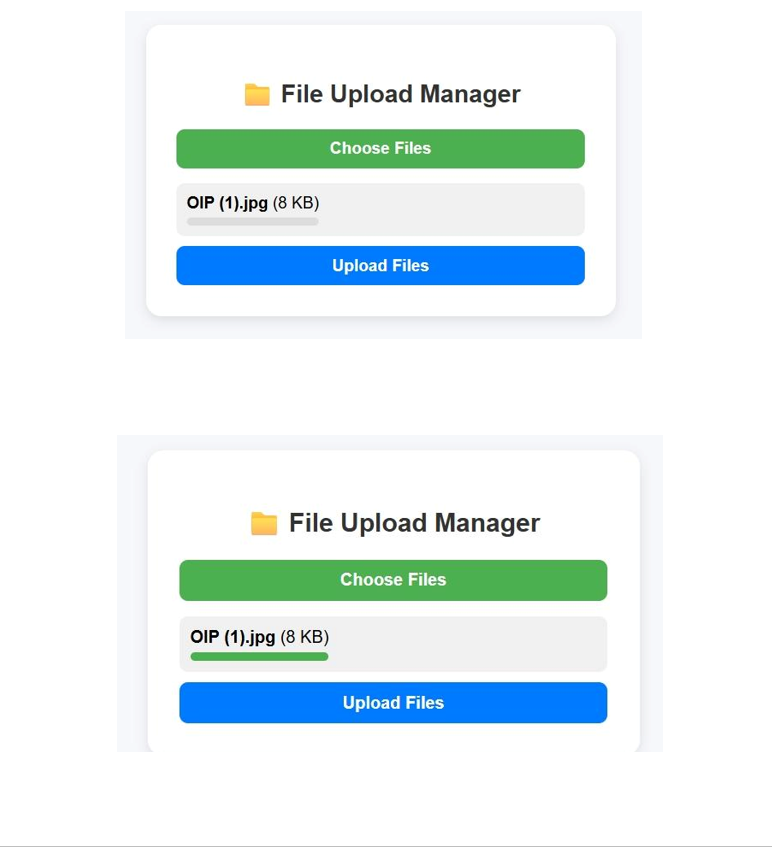 📁 File Upload Manager
Choose Files
OIP (1).jpg (8 KB)
Upload Files
📁 File Upload Manager
Choose Files
OIP (1).jpg (8 KB)
Upload Files